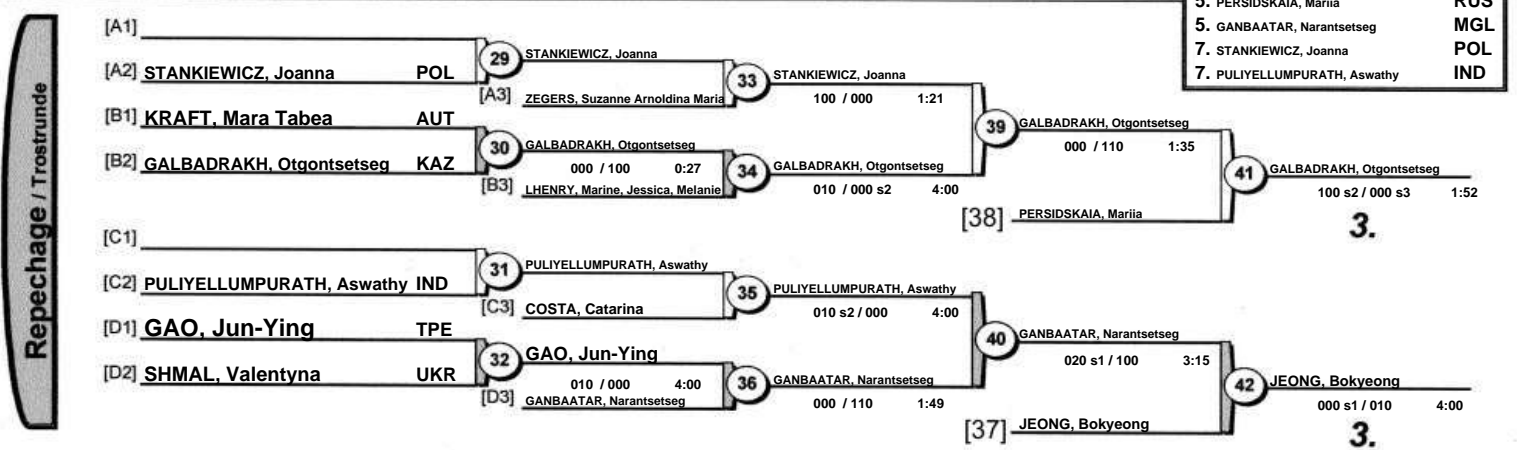 5. PERSIDSKAIA, Mariia RUS
5. GANBAATAR, Narantsetseg MGL
7. STANKIEWICZ, Joanna POL
7. PULIYELLUMPURATH, Aswathy IND
Repechage / Trostrunde
[A1]
[A2] STANKIEWICZ, Joanna POL
29
STANKIEWICZ, Joanna
[A3] ZEGERS, Suzanne Arnoldina Maria
33
STANKIEWICZ, Joanna
100 / 000 1:21
[B1] KRAFT, Mara Tabea AUT
[B2] GALBADRAKH, Otgontsetseg KAZ
30
GALBADRAKH, Otgontsetseg
000 / 100 0:27
[B3] LHENRY, Marine, Jessica, Melanie
34
GALBADRAKH, Otgontsetseg
010 / 000 s2 4:00
39
GALBADRAKH, Otgontsetseg
000 / 110 1:35
[38] PERSIDSKAIA, Mariia
41
GALBADRAKH, Otgontsetseg
100 s2 / 000 s3 1:52
3.
[C1]
[C2] PULIYELLUMPURATH, Aswathy IND
31
PULIYELLUMPURATH, Aswathy
[C3] COSTA, Catarina
35
PULIYELLUMPURATH, Aswathy
010 s2 / 000 4:00
[D1] GAO, Jun-Ying TPE
[D2] SHMAL, Valentyna UKR
32
GAO, Jun-Ying
010 / 000 4:00
[D3] GANBAATAR, Narantsetseg
36
GANBAATAR, Narantsetseg
000 / 110 1:49
40
GANBAATAR, Narantsetseg
020 s1 / 100 3:15
[37] JEONG, Bokyeong
42
JEONG, Bokyeong
000 s1 / 010 4:00
3.